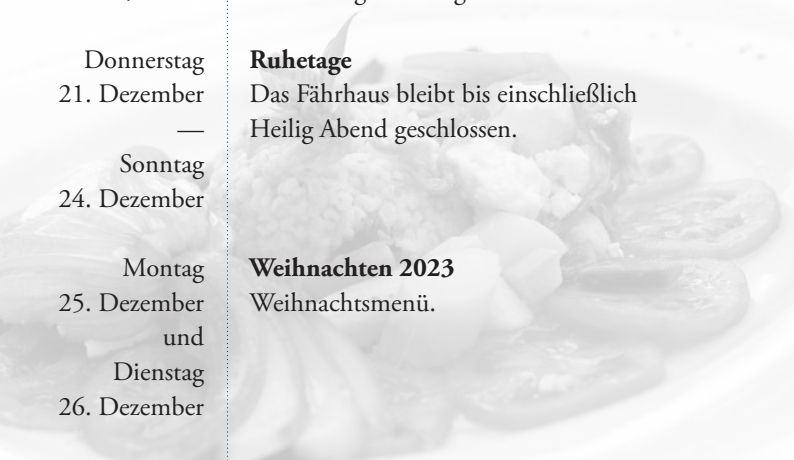 Donnerstag
21. Dezember
—
Sonntag
24. Dezember
Ruhetage
Das Fährhaus bleibt bis einschließlich
Heilig Abend geschlossen.
Montag
25. Dezember
und
Dienstag
26. Dezember
Weihnachten 2023
Weihnachtsmenü.